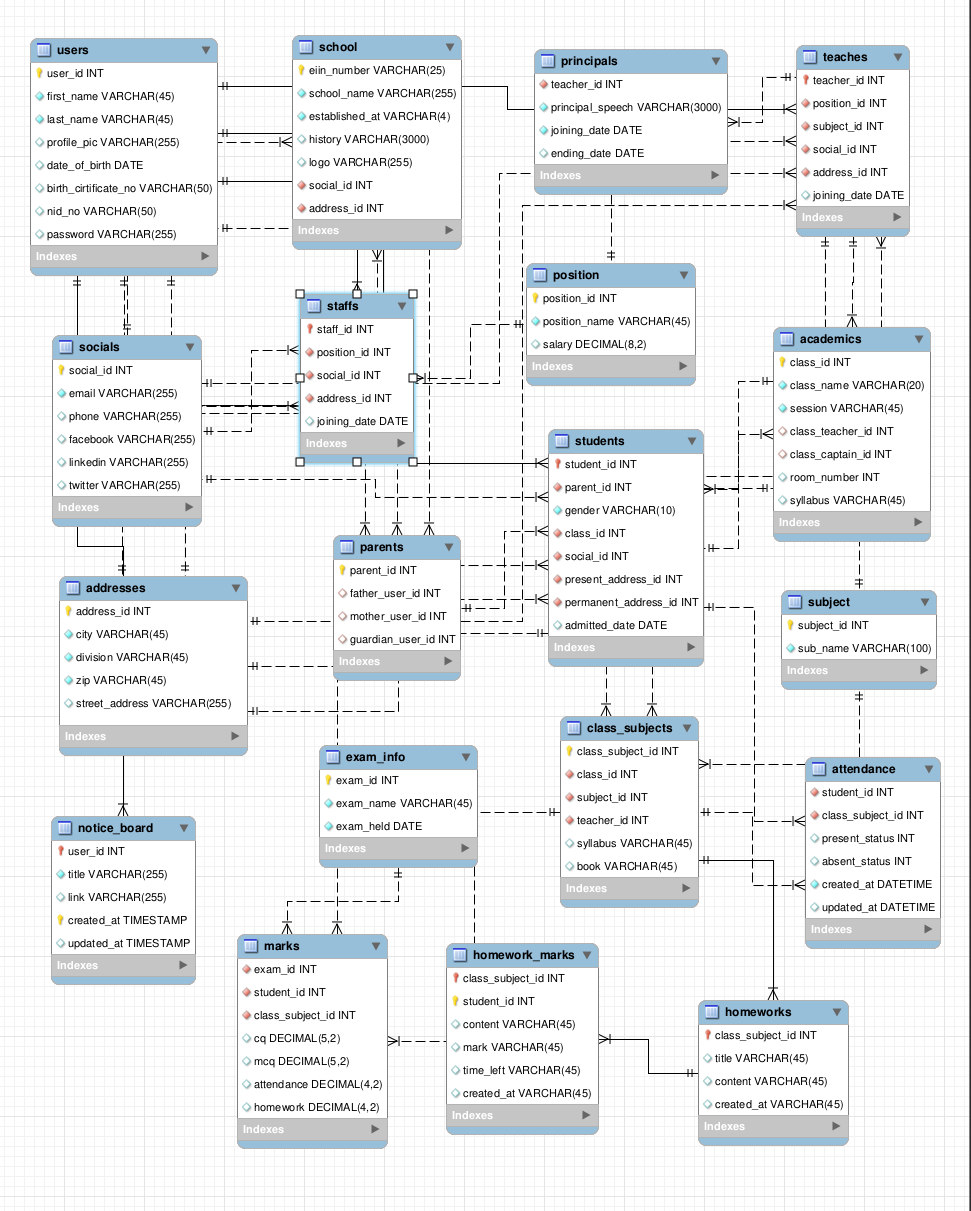 users
user_id INT
first_name VARCHAR(45)
last_name VARCHAR(45)
profile_pic VARCHAR(255)
date_of_birth DATE
birth_cirtificate_no VARCHAR(50)
nid_no VARCHAR(50)
password VARCHAR(255)
Indexes
school
eiin_number VARCHAR(25)
school_name VARCHAR(255)
established_at VARCHAR(4)
history VARCHAR(3000)
logo VARCHAR(255)
social_id INT
address_id INT
Indexes
principals
teacher_id INT
principal_speech VARCHAR(3000)
joining_date DATE
ending_date DATE
Indexes
teaches
teacher_id INT
position_id INT
subject_id INT
social_id INT
address_id INT
joining_date DATE
Indexes
staffs
staff_id INT
position_id INT
social_id INT
address_id INT
joining_date DATE
Indexes
position
position_id INT
position_name VARCHAR(45)
salary DECIMAL(8,2)
Indexes
socials
social_id INT
email VARCHAR(255)
phone VARCHAR(255)
facebook VARCHAR(255)
linkedin VARCHAR(255)
twitter VARCHAR(255)
Indexes
academics
class_id INT
class_name VARCHAR(20)
session VARCHAR(45)
class_teacher_id INT
class_captain_id INT
room_number INT
syllabus VARCHAR(45)
Indexes
students
student_id INT
parent_id INT
gender VARCHAR(10)
class_id INT
social_id INT
present_address_id INT
permanent_address_id INT
admitted_date DATE
Indexes
parents
parent_id INT
father_user_id INT
mother_user_id INT
guardian_user_id INT
Indexes
addresses
address_id INT
city VARCHAR(45)
division VARCHAR(45)
zip VARCHAR(45)
street_address VARCHAR(255)
Indexes
subject
subject_id INT
sub_name VARCHAR(100)
Indexes
class_subjects
class_subject_id INT
class_id INT
subject_id INT
teacher_id INT
syllabus VARCHAR(45)
book VARCHAR(45)
Indexes
exam_info
exam_id INT
exam_name VARCHAR(45)
exam_held DATE
Indexes
attendance
student_id INT
class_subject_id INT
present_status INT
absent_status INT
created_at DATETIME
updated_at DATETIME
Indexes
notice_board
user_id INT
title VARCHAR(255)
link VARCHAR(255)
created_at TIMESTAMP
updated_at TIMESTAMP
Indexes
marks
exam_id INT
student_id INT
class_subject_id INT
cq DECIMAL(5,2)
mcq DECIMAL(5,2)
attendance DECIMAL(4,2)
homework DECIMAL(4,2)
Indexes
homework_marks
class_subject_id INT
student_id INT
content VARCHAR(45)
mark VARCHAR(45)
time_left VARCHAR(45)
created_at VARCHAR(45)
Indexes
homeworks
class_subject_id INT
title VARCHAR(45)
content VARCHAR(45)
created_at VARCHAR(45)
Indexes